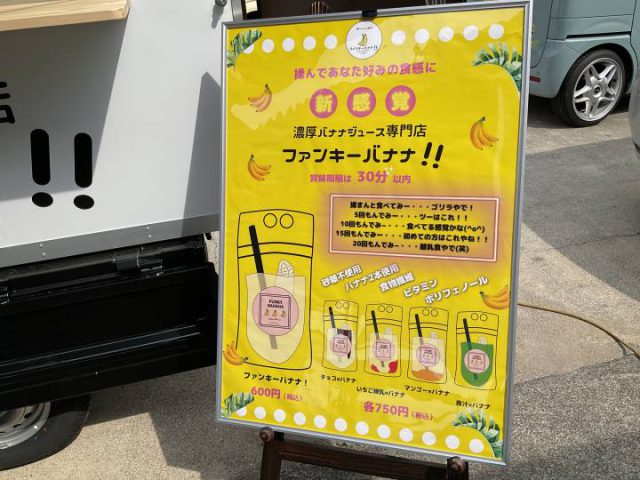 ファンキーバナナ!!
揉んであなた好みの食感に
新感覚
濃厚バナナジュース専門店
ファンキーバナナ!!
賞味期限は 30分 以内
揉まんと食べてみー・・・ゴリラやで!
5回もんでみー・・・ツーはこれ!!
10回もんでみー・・・食べてる感覚かな(^o^)
15回もんでみー・・・初めての方はこれやね!!
20回もんでみー・・・離乳食やで(笑)
砂糖不使用
バナナ2本使用
食物繊維
ビタミン
ポリフェノール
FUNKY
BANANA
ファンキーバナナ!
600円(税込)
チョコ×バナナ
いちご練乳×バナナ
マンゴー×バナナ
青汁×バナナ
各750円(税込)
!!